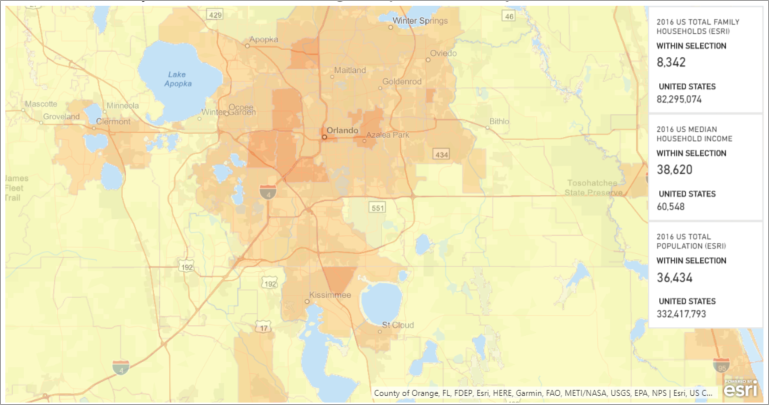 429
Winter Springs
46
Apopka
Oviedo
Maitland
Lake
Apopka
Goldenrod
Mascotte
Minneola
Ocoee
Groveland
Clermont
Winter Garden
Orlando
Azalea Park
Bithlo
434
James
Fleet
Trail
4
Tosohatchee
State Preserve
551
192
192
Kissimmee
17
St Cloud
4
95
2016 US TOTAL FAMILY
HOUSEHOLDS (ESRI)
WITHIN SELECTION
8,342
UNITED STATES
82,295,074
2016 US MEDIAN
HOUSEHOLD INCOME
WITHIN SELECTION
38,620
UNITED STATES
60,548
2016 US TOTAL
POPULATION (ESRI)
WITHIN SELECTION
36,434
UNITED STATES
332,417,793
County of Orange, FL, FDEP, Esri, HERE, Garmin, FAO, METI/NASA, USGS, EPA, NPS | Esri, US C...
esri